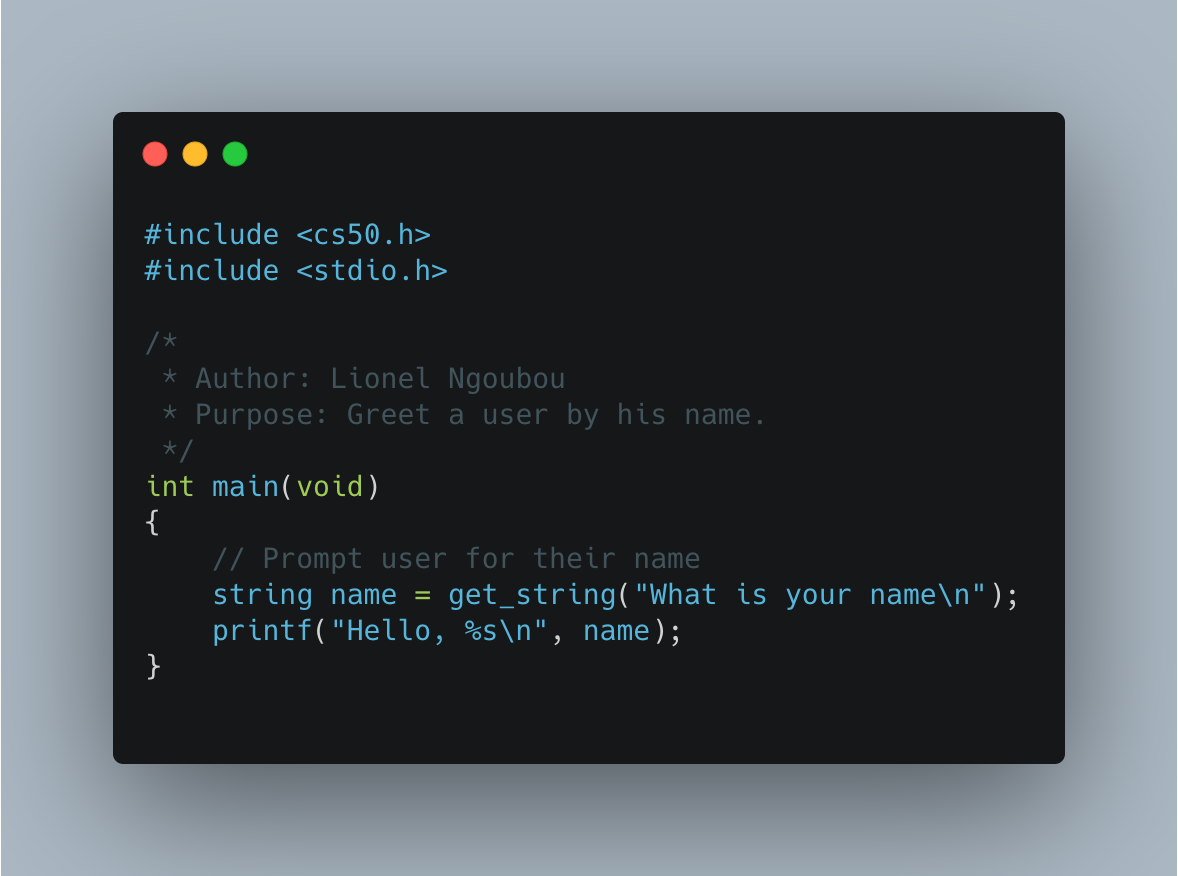 #include <cs50.h>
#include <stdio.h>

/*
 * Author: Lionel Ngoubou
 * Purpose: Greet a user by his name.
 */
int main(void)
{
    // Prompt user for their name
    string name = get_string("What is your name\n");
    printf("Hello, %s\n", name);
}